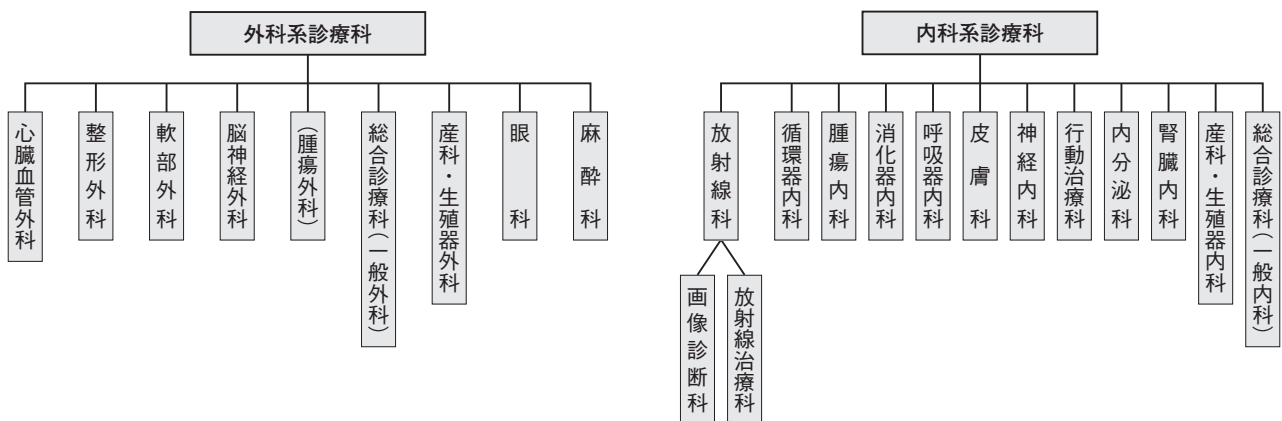 外科系診療科
心臓血管外科
整形外科
軟部外科
脳神経外科
(腫瘍外科)
総合診療科(一般外科)
産科・生殖器外科
眼科
麻酔科
内科系診療科
放射線科
循環器内科
腫瘍内科
消化器内科
呼吸器内科
皮膚科
神経内科
行動治療科
内分泌科
腎臓内科
産科・生殖器内科
総合診療科(一般内科)
画像診断科
放射線治療科